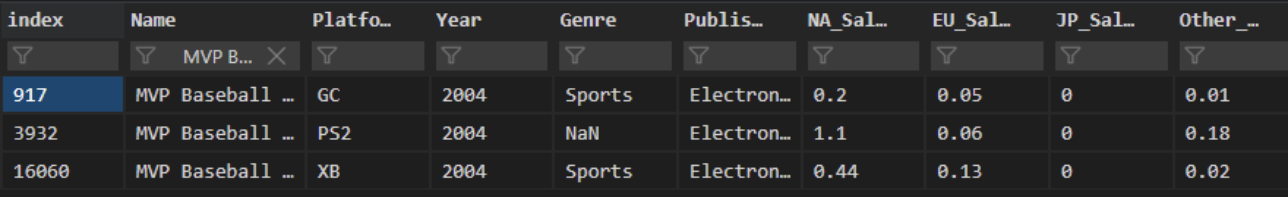 index Name Platfo… Year Genre Publis… NA_Sal… EU_Sal… JP_Sal… Other_…
MVP B…
917 MVP Baseball … GC 2004 Sports Electron… 0.2 0.05 0 0.01
3932 MVP Baseball … PS2 2004 NaN Electron… 1.1 0.06 0 0.18
16060 MVP Baseball … XB 2004 Sports Electron… 0.44 0.13 0 0.02